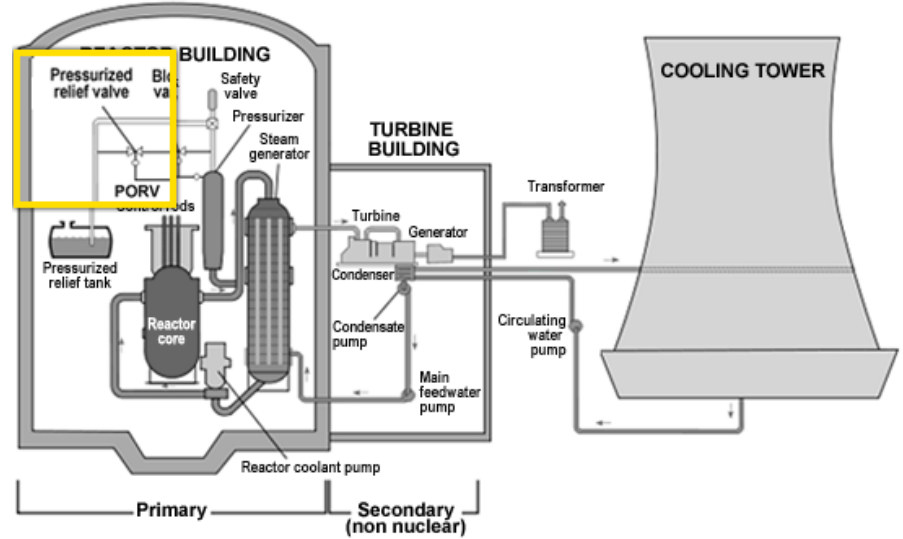 REACTOR BUILDING
Pressurized
relief valve
Safety
valve
Pressurizer
Steam
generator
PORV
Pressurized
relief tank
Reactor
core
Reactor coolant pump
TURBINE
BUILDING
Turbine
Generator
Condenser
Condensate
pump
Main
feedwater
pump
Transformer
Circulating
water
pump
COOLING TOWER
Primary
Secondary
(non nuclear)